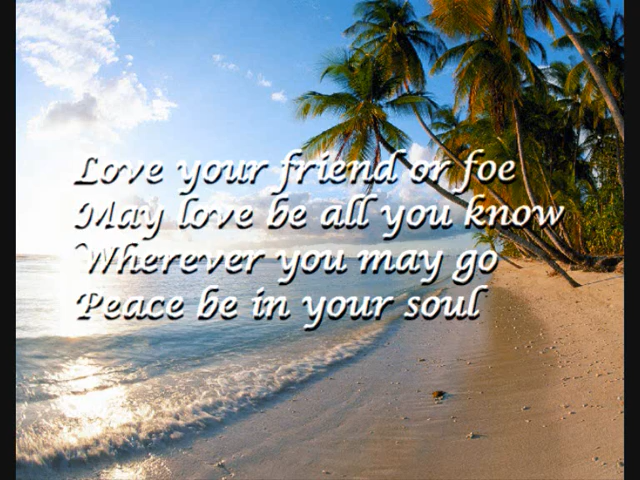 Love your friend or foe
May love be all you know
Wherever you may go
Peace be in your soul